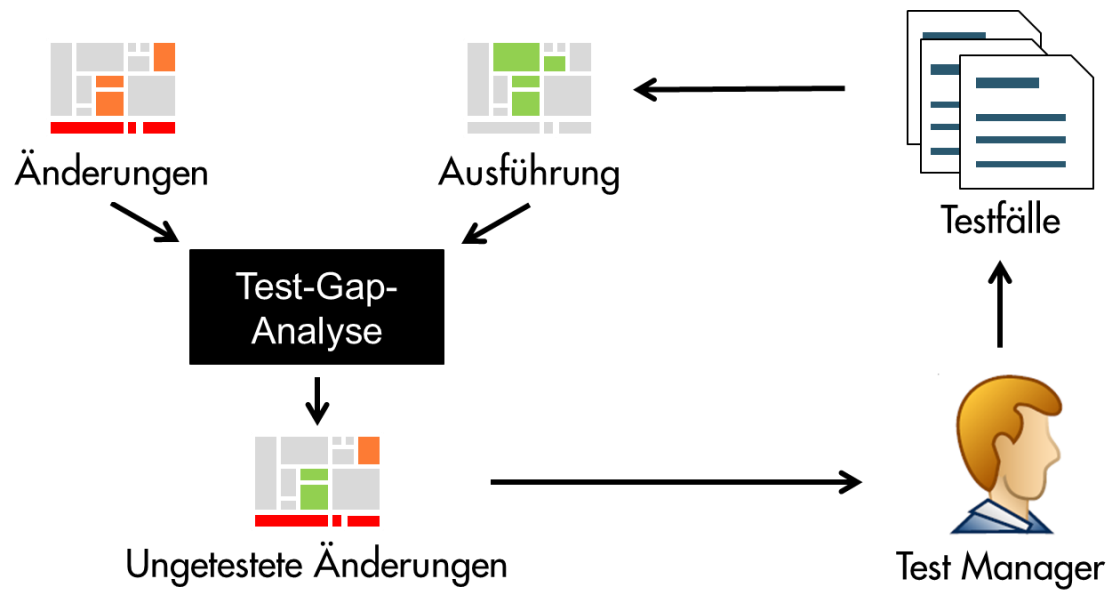 Änderungen
Ausführung
Testfälle
Test-Gap-
Analyse
Ungetestete Änderungen
Test Manager